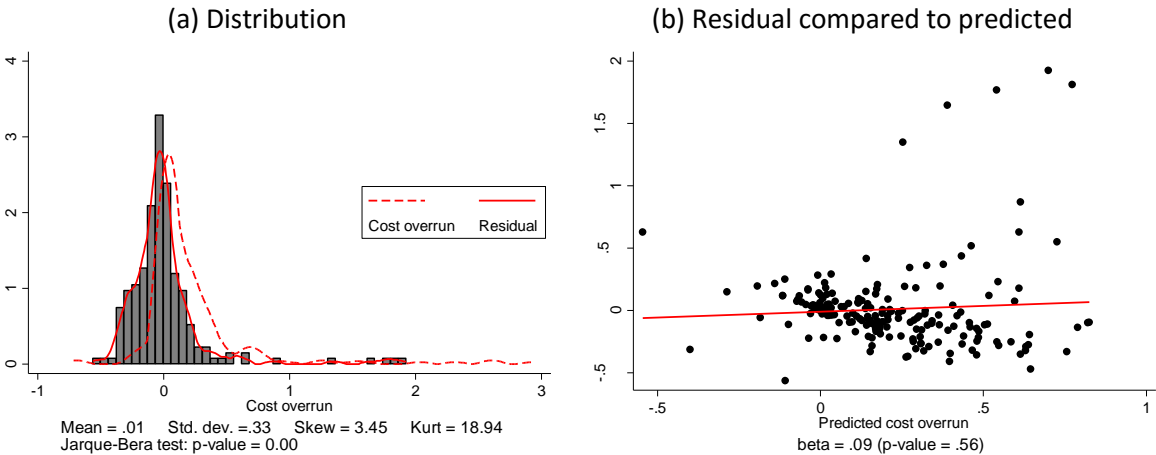 (a) Distribution
4
3
2
1
0
-1
0
1
2
3
Cost overrun
Cost overrun Residual
Mean = .01 Std. dev. =.33 Skew = 3.45 Kurt = 18.94
Jarque-Bera test: p-value = 0.00
(b) Residual compared to predicted
2
1.5
1
.5
0
-.5
-.5
0
.5
1
Predicted cost overrun
beta = .09 (p-value = .56)